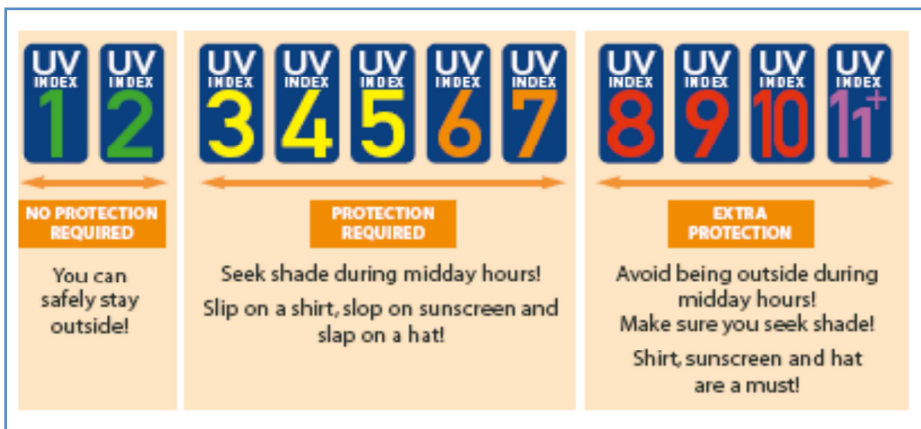 UV INDEX 1
UV INDEX 2
UV INDEX 3
UV INDEX 4
UV INDEX 5
UV INDEX 6
UV INDEX 7
UV INDEX 8
UV INDEX 9
UV INDEX 10
UV INDEX 11+
NO PROTECTION
REQUIRED
You can
safely stay
outside!
PROTECTION
REQUIRED
Seek shade during midday hours!
Slip on a shirt, slop on sunscreen and
slap on a hat!
EXTRA
PROTECTION
Avoid being outside during
midday hours!
Make sure you seek shade!
Shirt, sunscreen and hat
are a must!